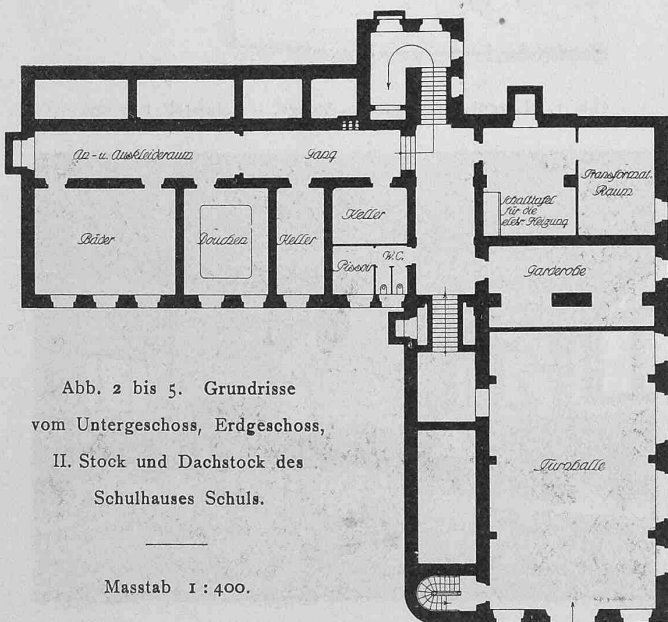 An- u. Auskleideraum
Gang
Transformat.
Raum
Schalttafel
für die
elektr. Heizung
Bäder
Douchen
Keller
Keller
Pissoir
W.C.
Garderobe
Turnhalle
Abb. 2 bis 5. Grundrisse
vom Untergeschoss, Erdgeschoss,
II. Stock und Dachstock des
Schulhauses Schuls.
Masstab 1 : 400.